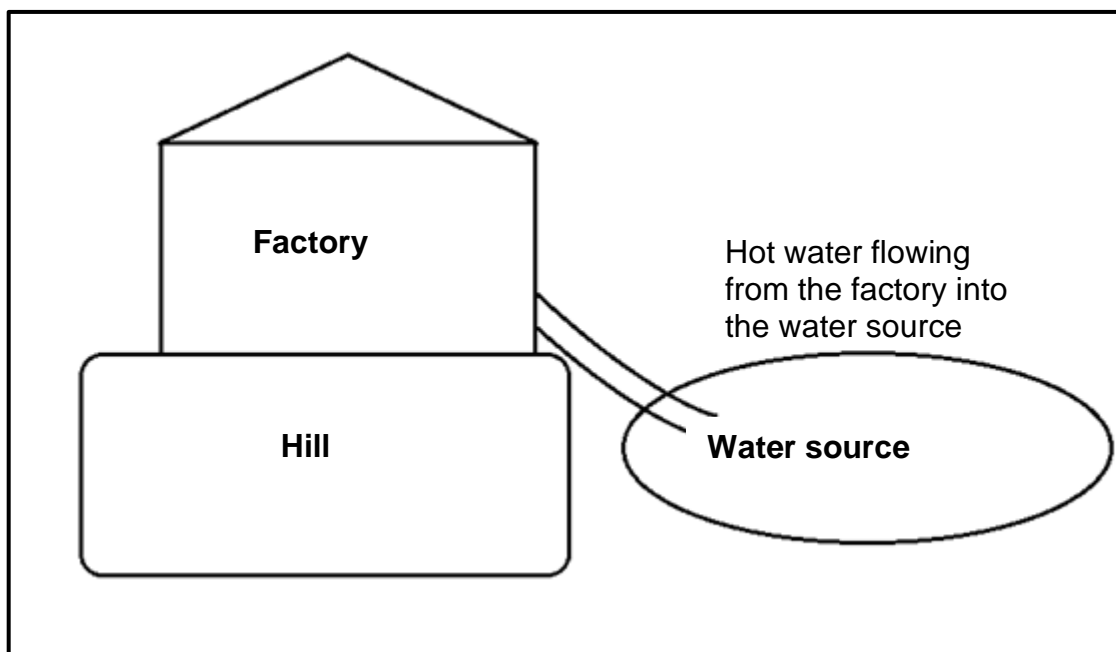 Factory
Hot water flowing
from the factory into
the water source
Hill
Water source